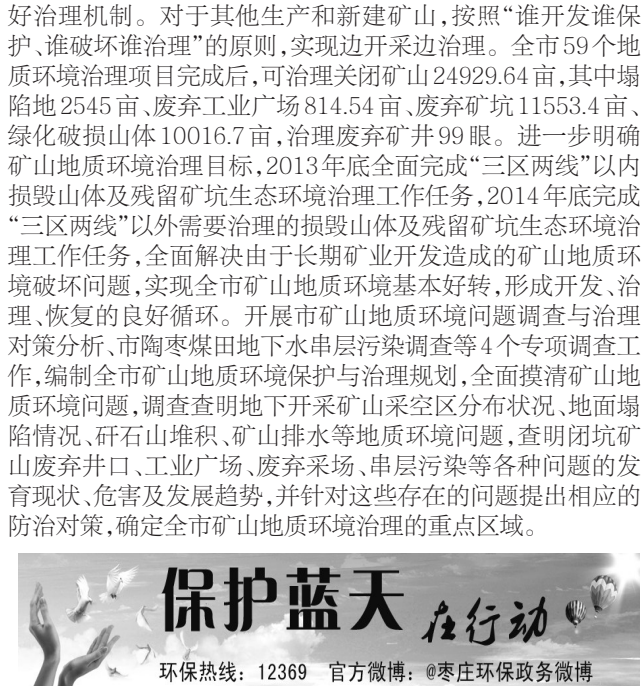 好治理机制。对于其他生产和新建矿山,按照“谁开发谁保
护、谁破坏谁治理”的原则,实现边开采边治理。全市59个地
质环境治理项目完成后,可治理关闭矿山24929.64亩,其中塌
陷地2545亩、废弃工业广场814.54亩、废弃矿坑11553.4亩、
绿化破损山体10016.7亩,治理废弃矿井99眼。进一步明确
矿山地质环境治理目标,2013年底全面完成“三区两线”以内
损毁山体及残留矿坑生态环境治理工作任务,2014年底完成
“三区两线”以外需要治理的损毁山体及残留矿坑生态环境治
理工作任务,全面解决由于长期矿业开发造成的矿山地质环
境破坏问题,实现全市矿山地质环境基本好转,形成开发、治
理、恢复的良好循环。开展市矿山地质环境问题调查与治理
对策分析、市陶枣煤田地下水串层污染调查等4个专项调查工
作,编制全市矿山地质环境保护与治理规划,全面摸清矿山地
质环境问题,调查查明地下开采矿山采空区分布状况、地面塌
陷情况、矸石山堆积、矿山排水等地质环境问题,查明闭坑矿
山废弃井口、工业广场、废弃采场、串层污染等各种问题的发
育现状、危害及发展趋势,并针对这些存在的问题提出相应的
防治对策,确定全市矿山地质环境治理的重点区域。
保护蓝天 在行动
环保热线：12369 官方微博：@枣庄环保政务微博